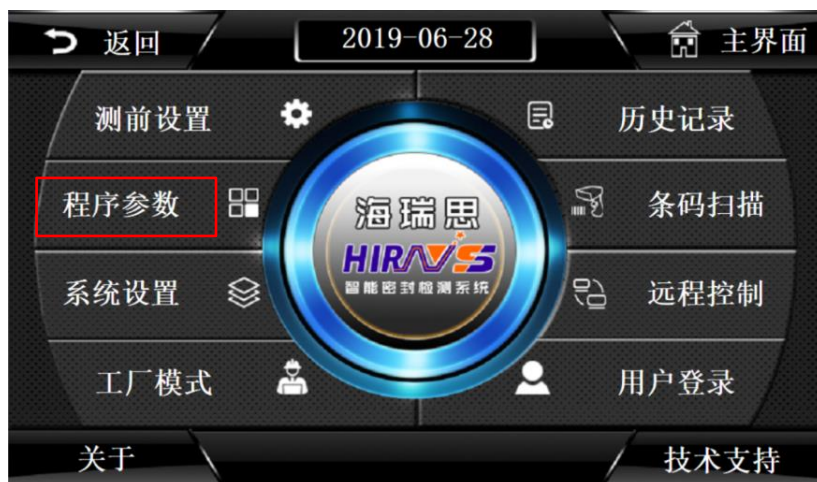 返回
2019-06-28
主界面
测前设置
历史记录
程序参数
条码扫描
海瑞思
HIRAYS
智能密封检测系统
系统设置
远程控制
工厂模式
用户登录
关于
技术支持